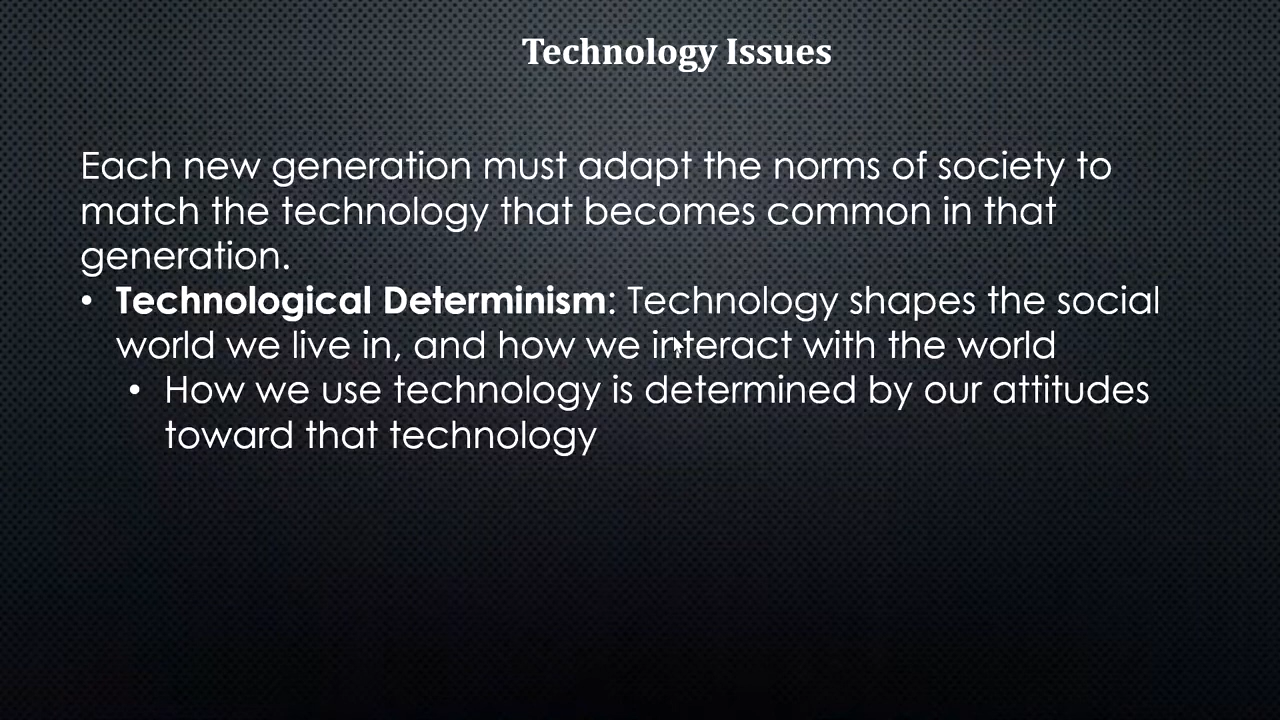 Technology Issues
Each new generation must adapt the norms of society to
match the technology that becomes common in that
generation.
• Technological Determinism: Technology shapes the social
world we live in, and how we interact with the world
• How we use technology is determined by our attitudes
toward that technology